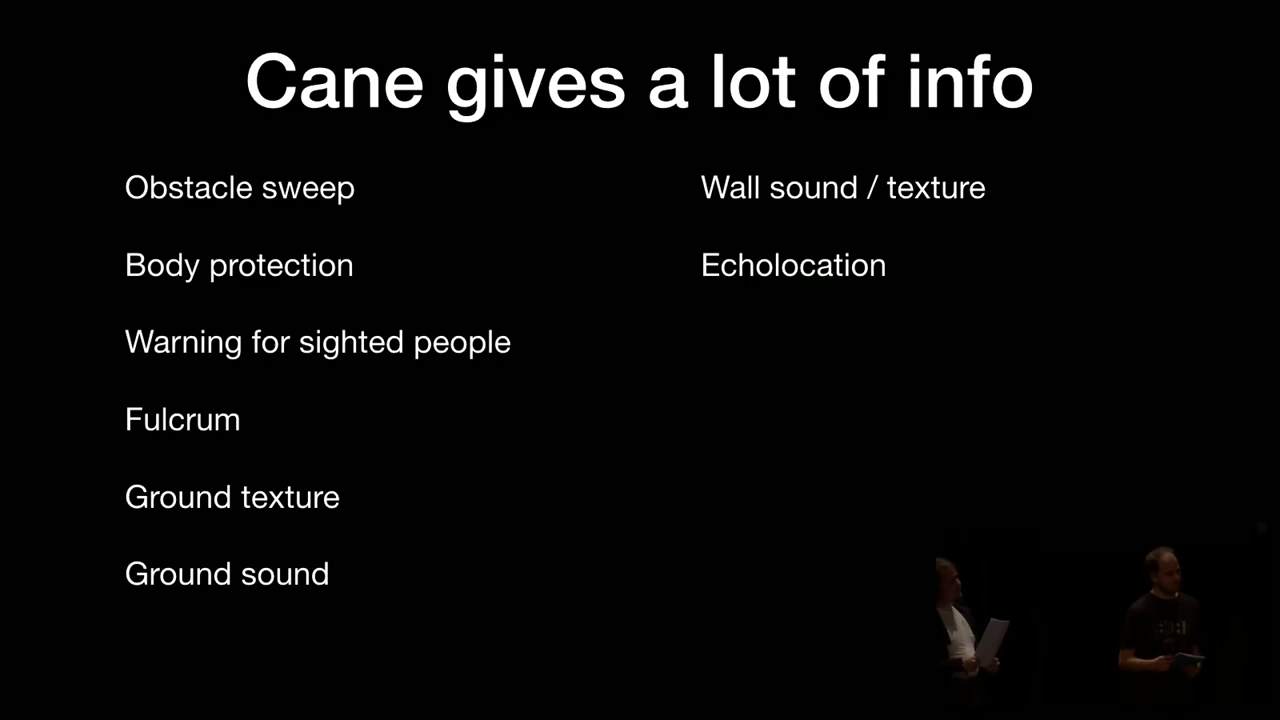 Cane gives a lot of info
Obstacle sweep
Body protection
Warning for sighted people
Fulcrum
Ground texture
Ground sound
Wall sound / texture
Echolocation